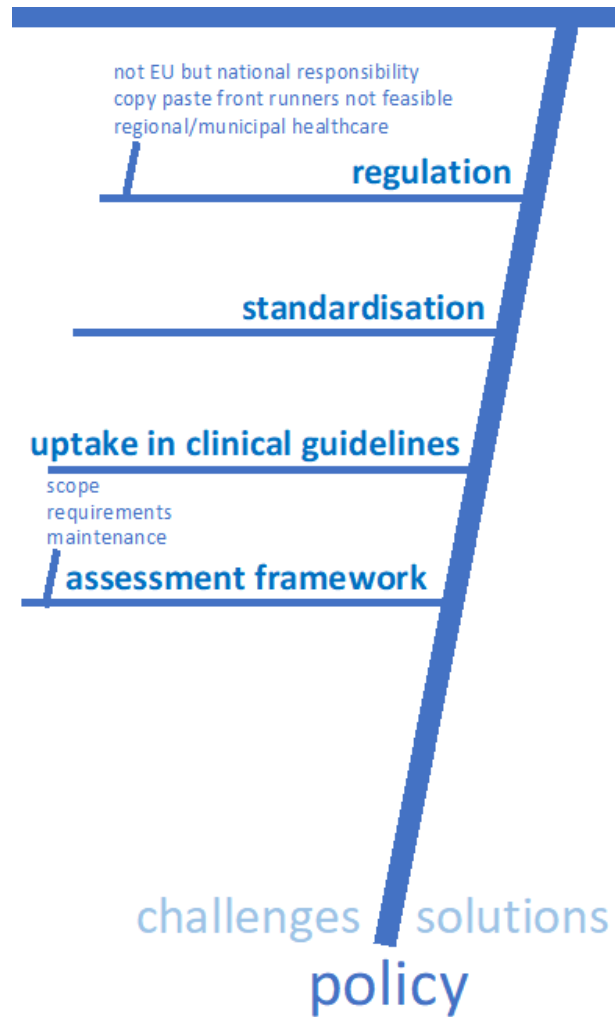 not EU but national responsibility
copy paste front runners not feasible
regional/municipal healthcare
regulation
standardisation
uptake in clinical guidelines
scope
requirements
maintenance
assessment framework
challenges solutions
policy